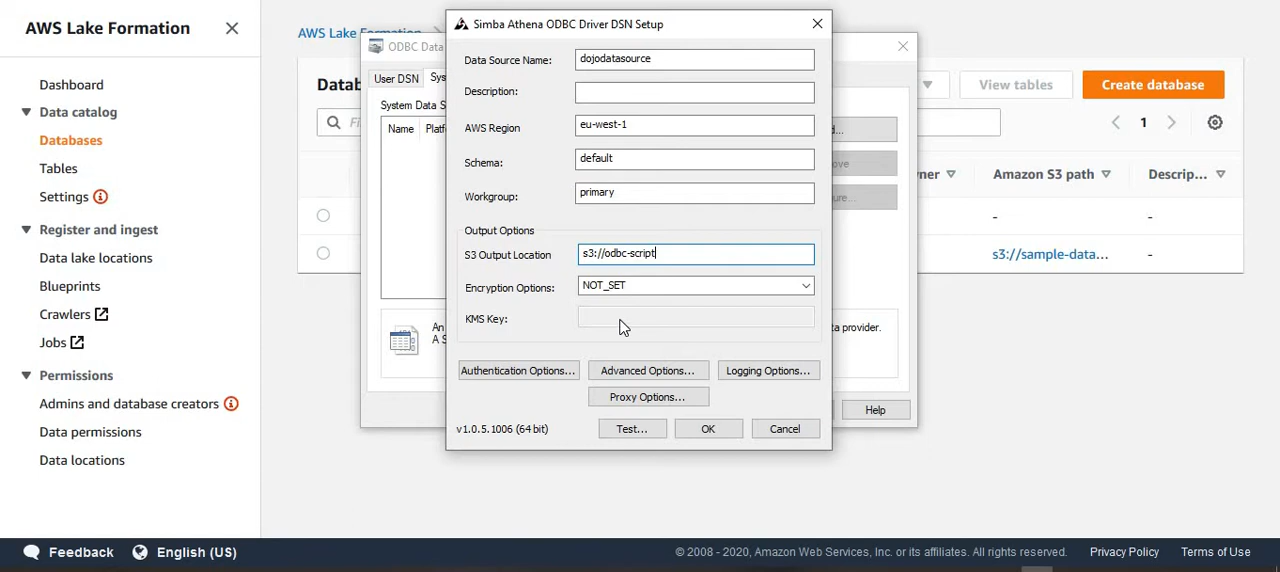 AWS Lake Formation
Dashboard
Data catalog
Databases
Tables
Settings
Register and ingest
Data lake locations
Blueprints
Crawlers
Jobs
Permissions
Admins and database creators
Data permissions
Data locations
AWS Lake Formation
View tables
Create database
1
Amazon S3 path
Descrip...
-
-
s3://sample-data...
-
ODBC Data
User DSN
System Data S
Name
Help
Simba Athena ODBC Driver DSN Setup
Data Source Name:
dojodatasource
Description:
AWS Region
eu-west-1
Schema:
default
Workgroup:
primary
Output Options
S3 Output Location
s3://odbc-script
Encryption Options:
NOT_SET
KMS Key:
Authentication Options...
Advanced Options...
Logging Options...
Proxy Options...
v1.0.5.1006 (64 bit)
Test...
OK
Cancel
An
A S
ta provider.
Feedback
English (US)
© 2008 - 2020, Amazon Web Services, Inc. or its affiliates. All rights reserved.
Privacy Policy
Terms of Use